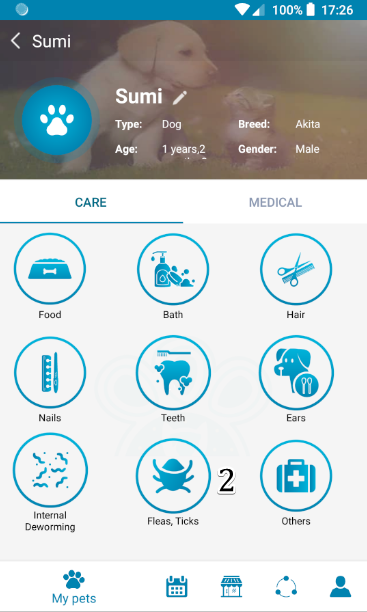 100% 17:26
Sumi
Sumi
Type: Dog Breed: Akita
Age: 1 years,2 Gender: Male
CARE MEDICAL
Food Bath Hair
Nails Teeth Ears
Internal
Deworming Fleas, Ticks Others
2
My pets